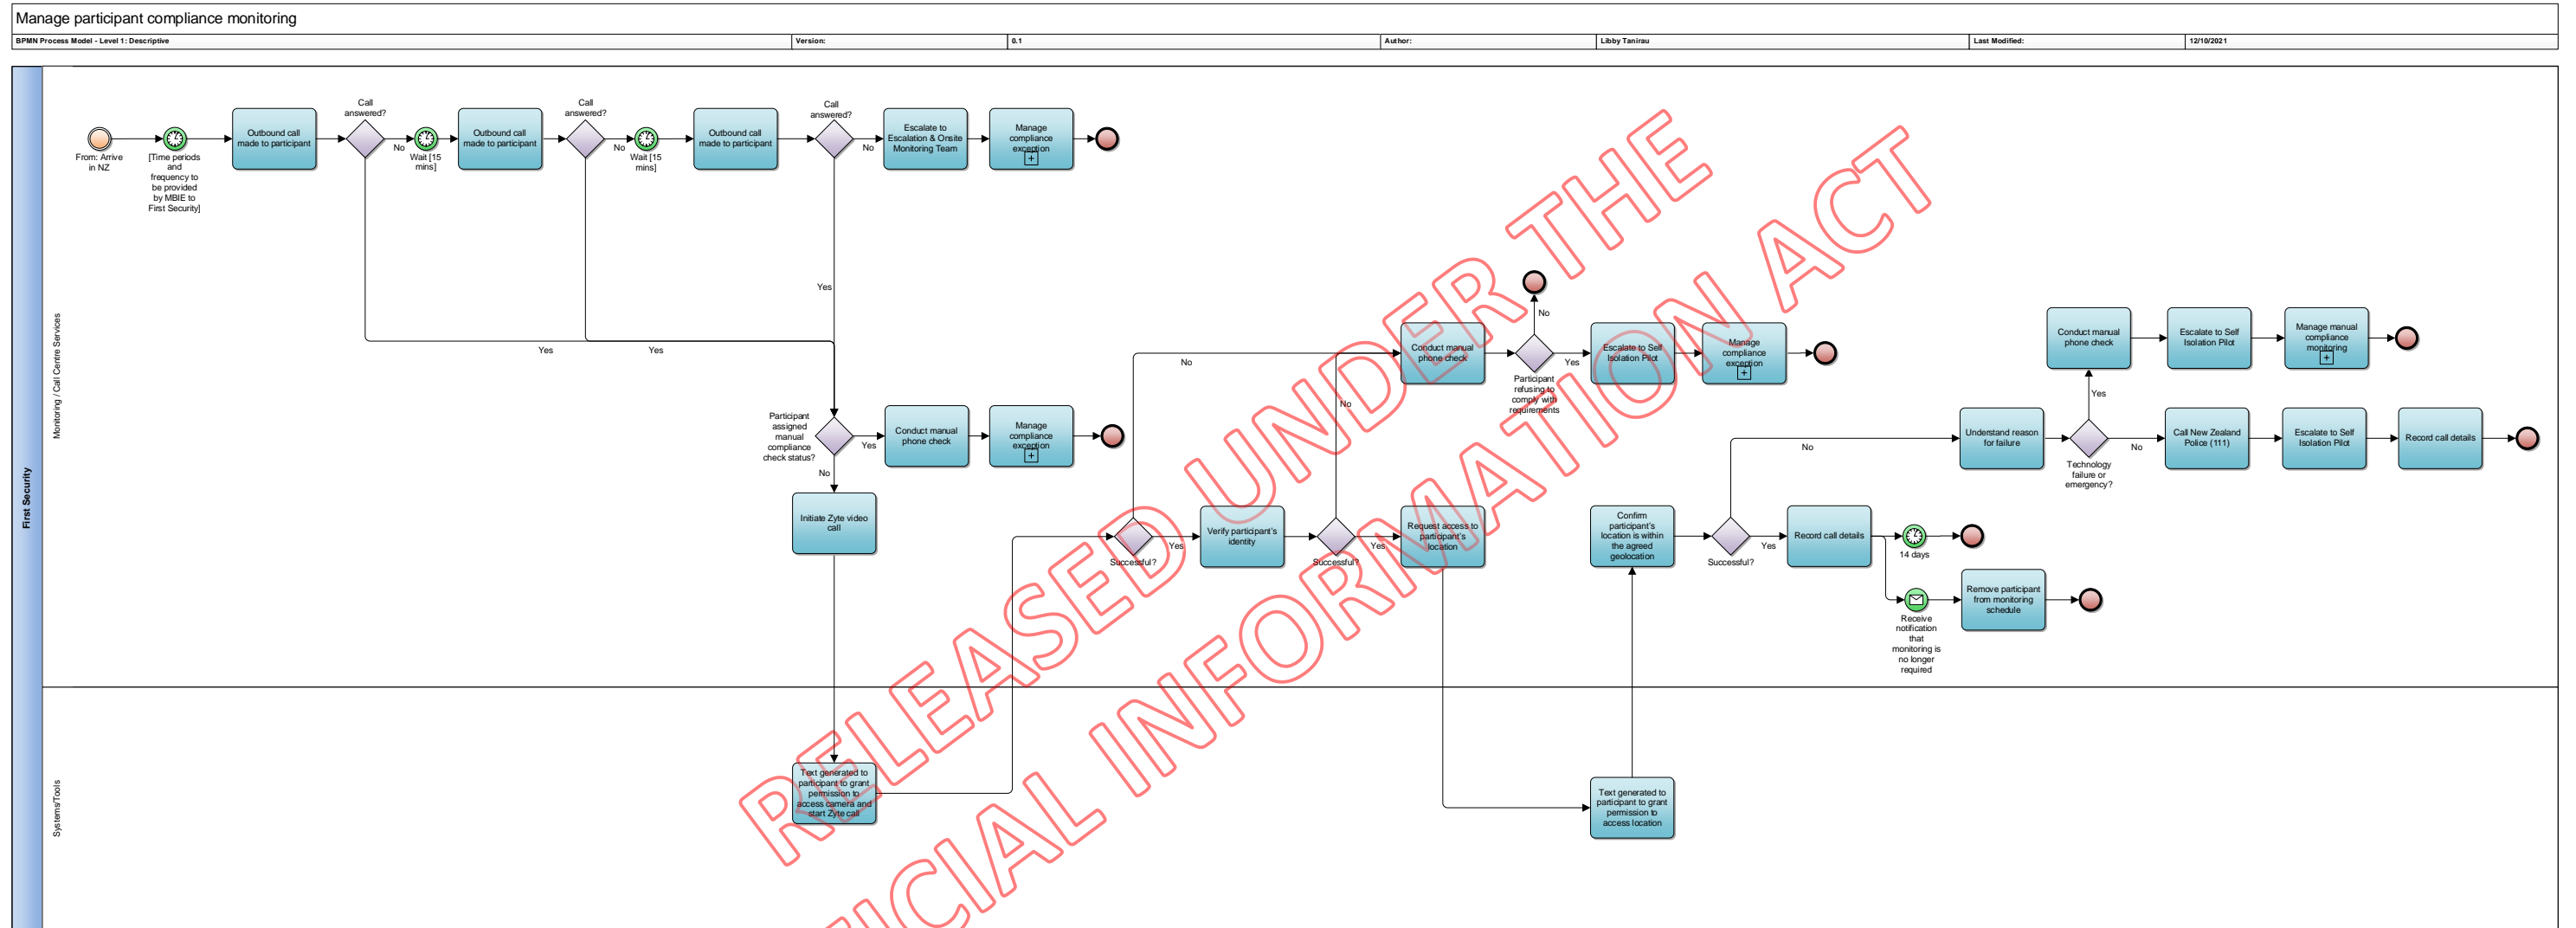 Manage participant compliance monitoring
BPMN Process Model - Level 1: Descriptive
Version:
0.1
Author:
Libby Tanirau
Last Modified:
12/10/2021
First Security
Monitoring / Call Centre Services
Systems/Tools
From: Arrive
in NZ
[Time periods
and
frequency to
be provided
by MBIE to
First Security]
Outbound call
made to participant
Call
answered?
No
Wait [15
mins]
Outbound call
made to participant
Call
answered?
No
Wait [15
mins]
Outbound call
made to participant
Call
answered?
No
Escalate to
Escalation & Onsite
Monitoring Team
Manage
compliance
exception
Yes
Yes
Yes
Participant
assigned
manual
compliance
check status?
Yes
Conduct manual
phone check
Manage
compliance
exception
No
Initiate Zyte video
call
Text generated to
participant to grant
permission to
access camera and
start Zyte call
Successful?
No
Yes
Verify participant's
identity
Successful?
No
Yes
Request access to
participant's
location
Conduct manual
phone check
No
Participant
refusing to
comply with
requirements
Yes
Escalate to Self
Isolation Pilot
Manage
compliance
exception
Text generated to
participant to grant
permission to
access location
Confirm
participant's
location is within
the agreed
geolocation
Successful?
No
Yes
Record call details
14 days
Receive
notification
that
monitoring is
no longer
required
Remove participant
from monitoring
schedule
Understand reason
for failure
Technology
failure or
emergency?
Yes
Conduct manual
phone check
Escalate to Self
Isolation Pilot
Manage manual
compliance
monitoring
No
Call New Zealand
Police (111)
Escalate to Self
Isolation Pilot
Record call details
RELEASED UNDER THE
INFORMATION ACT